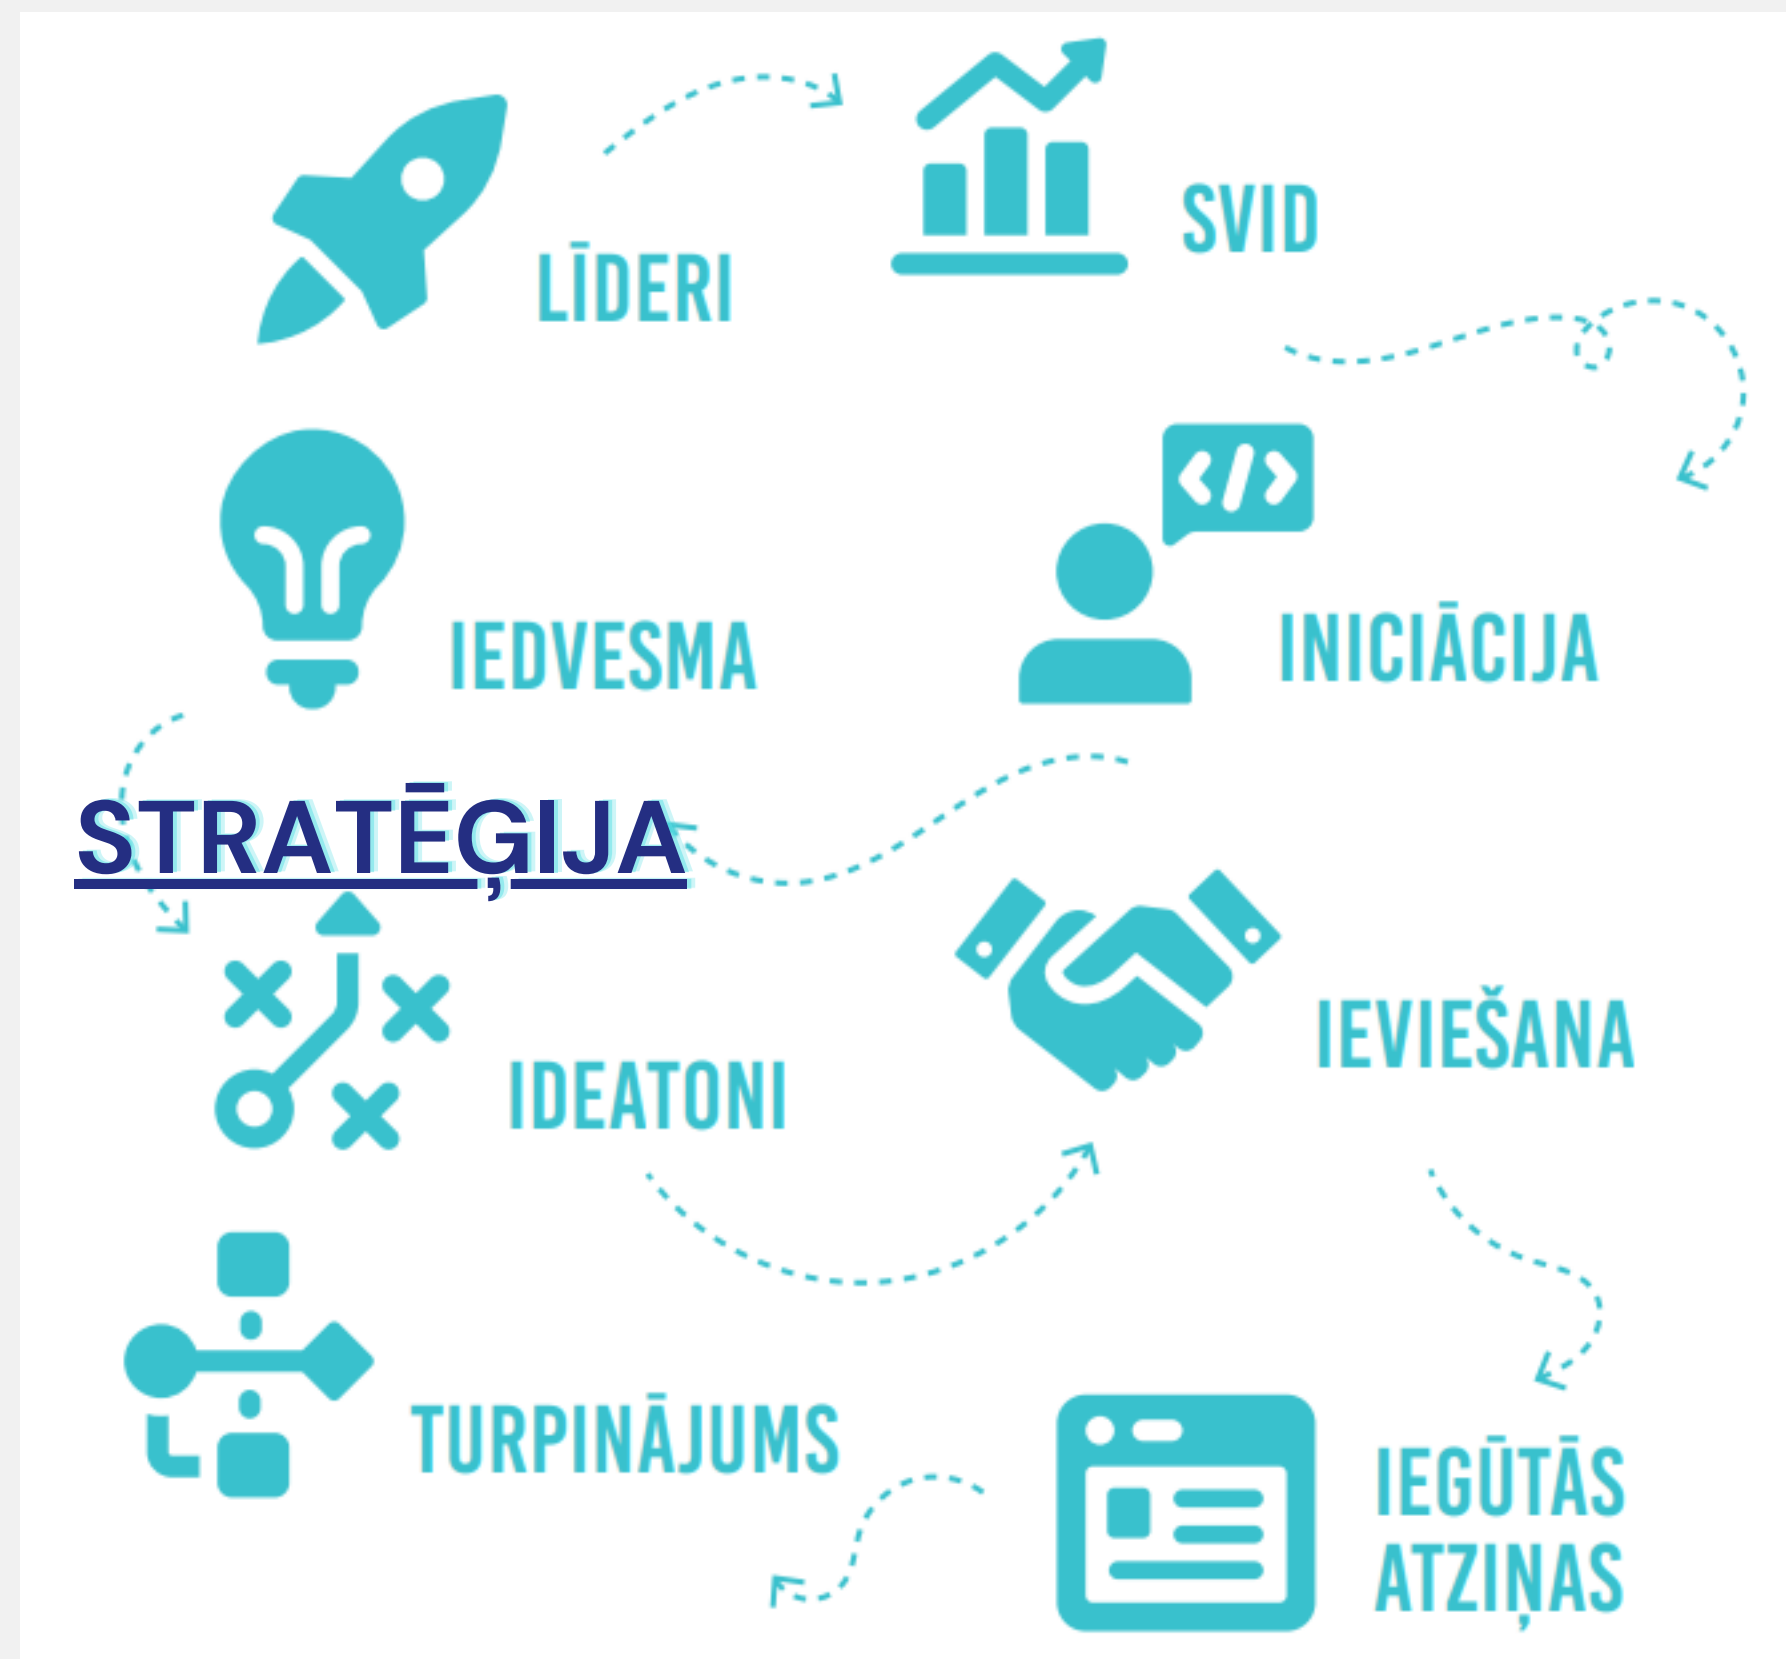 LĪDERI
SVID
IEDVESMA
INICIĀCIJA
STRATĒĢIJA
IDEATONI
IEVIEŠANA
TURPINĀJUMS
IEGŪTĀS
ATZIŅAS